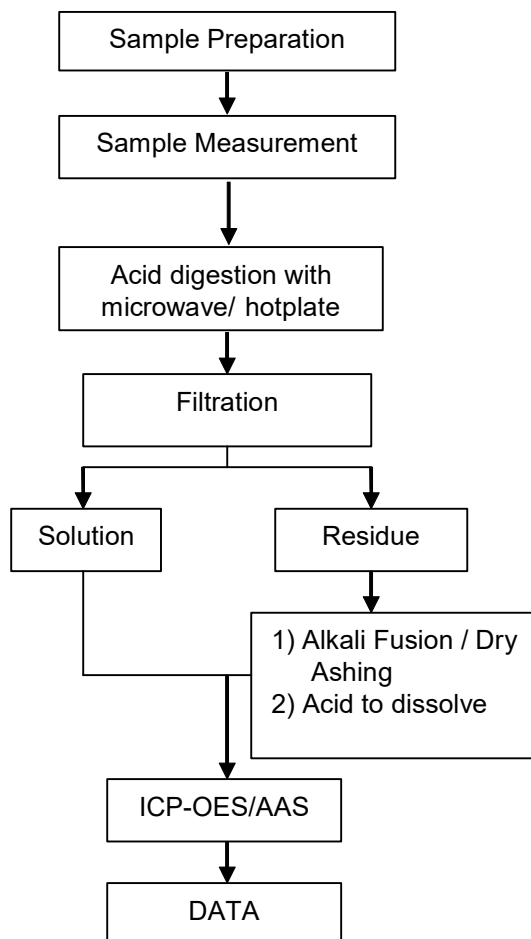 Sample Preparation
Sample Measurement
Acid digestion with
microwave/ hotplate
Filtration
Solution
Residue
1) Alkali Fusion / Dry
Ashing
2) Acid to dissolve
ICP-OES/AAS
DATA